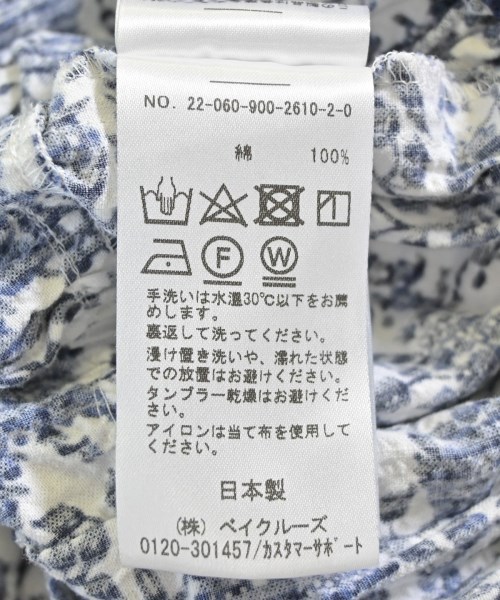 NO. 22-060-900-2610-2-0
綿 100%
F W
手洗いは水温30℃以下をお薦
めします。
裏返して洗ってください。
浸け置き洗いや、濡れた状態
での放置はお避けください。
タンブラー乾燥はお避けくださ
い。
アイロンは当て布を使用して
ください。
日本製
(株) ベイクルーズ
0120-301457/カスタマーサポート